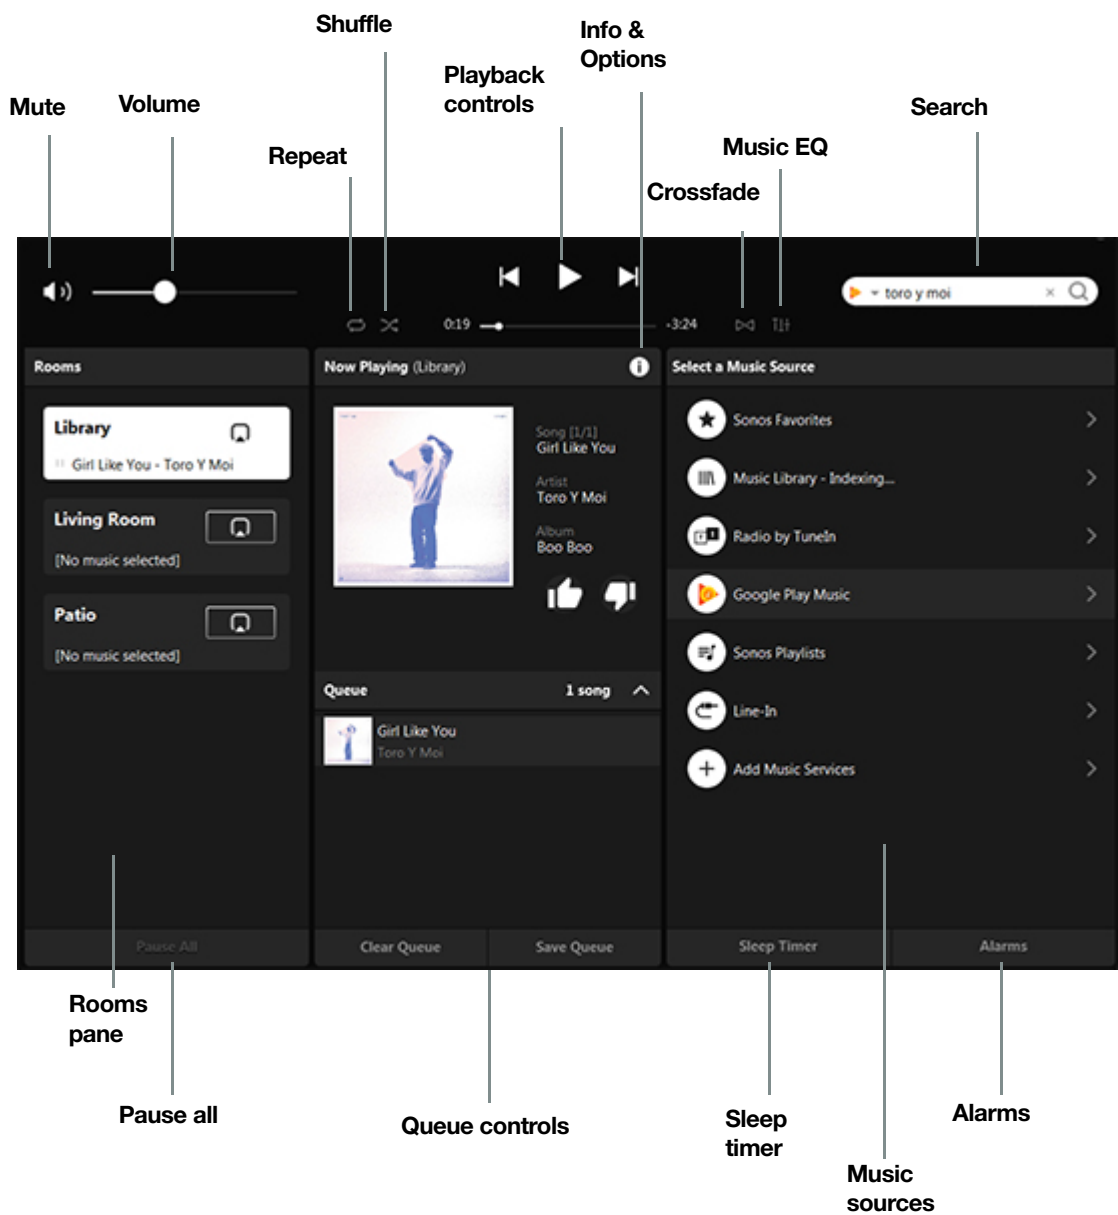 Shuffle
Info &
Options
Playback
controls
Mute
Volume
Search
Repeat
Music EQ
Crossfade
toro y moi
0:19
-3:24
Rooms
Now Playing (Library)
Select a Music Source
Library
Girl Like You - Toro Y Moi
Living Room
[No music selected]
Patio
[No music selected]
Song [1/1]
Girl Like You
Artist
Toro Y Moi
Album
Boo Boo
Queue
1 song
Girl Like You
Toro Y Moi
Sonos Favorites
Music Library - Indexing...
Radio by TuneIn
Google Play Music
Sonos Playlists
Line-In
Add Music Services
Pause All
Clear Queue
Save Queue
Sleep Timer
Alarms
Rooms
pane
Pause all
Queue controls
Sleep
timer
Alarms
Music
sources